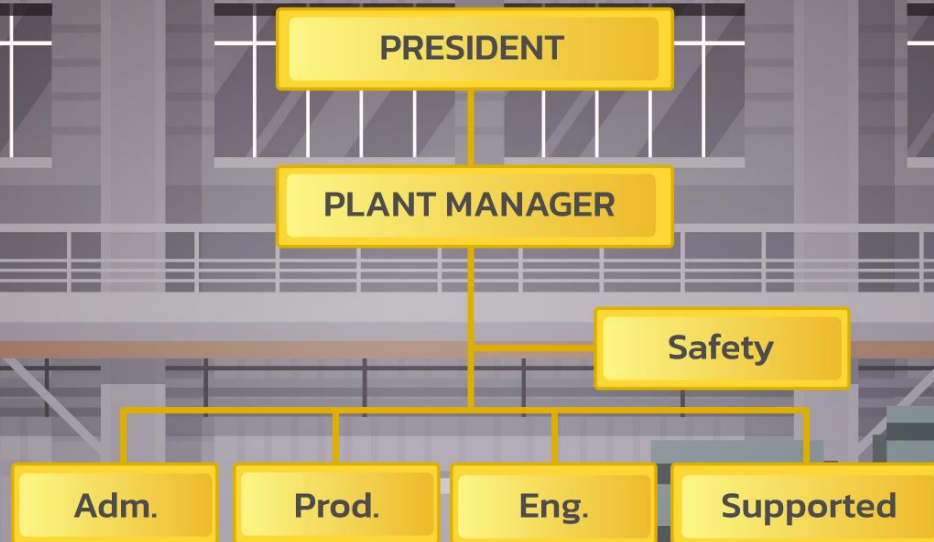 PRESIDENT
PLANT MANAGER
Safety
Adm.
Prod.
Eng.
Supported